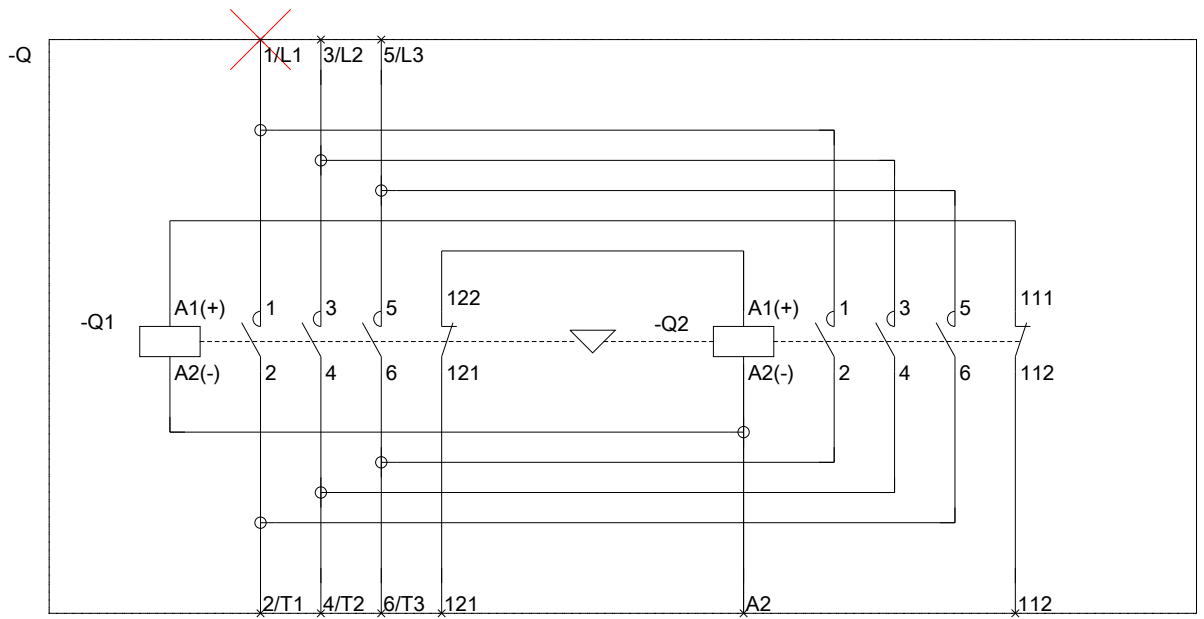 -Q
1/L1 3/L2 5/L3
A1(+) 1 3 5 122 A1(+) 1 3 5 111
-Q1 -Q2
A2(-) 2 4 6 121 A2(-) 2 4 6 112
2/T1 4/T2 6/T3 121 A2 112